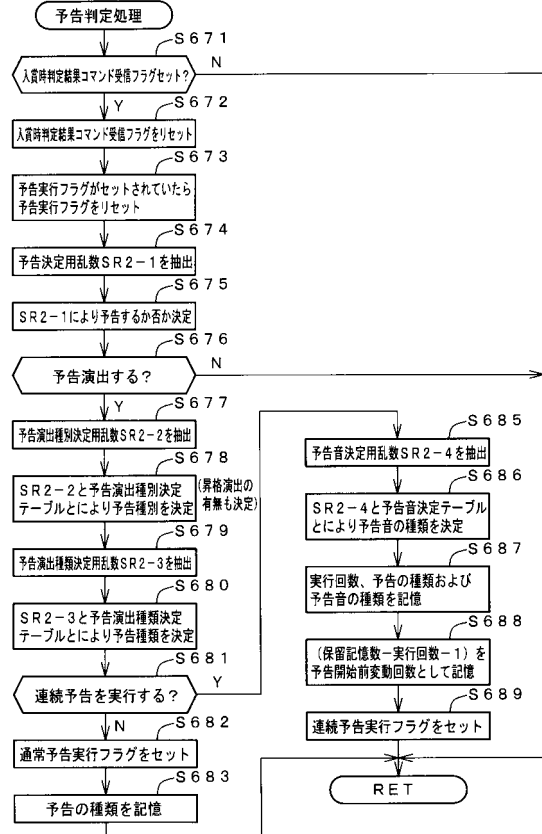 予告判定処理
S671
入賞時判定結果コマンド受信フラグセット？
N
Y
S672
入賞時判定結果コマンド受信フラグをリセット
S673
予告実行フラグがセットされていたら
予告実行フラグをリセット
S674
予告決定用乱数SR2-1を抽出
S675
SR2-1により予告するか否か決定
S676
予告演出する？
N
Y
S677
予告演出種別決定用乱数SR2-2を抽出
S678
SR2-2と予告演出種別決定
テーブルとにより予告種別を決定
(昇格演出の
有無も決定)
S679
予告演出種類決定用乱数SR2-3を抽出
S680
SR2-3と予告演出種類決定
テーブルとにより予告種類を決定
S681
連続予告を実行する？
Y
N
S682
通常予告実行フラグをセット
S683
予告の種類を記憶
S685
予告音決定用乱数SR2-4を抽出
S686
SR2-4と予告音決定テーブル
とにより予告音の種類を決定
S687
実行回数、予告の種類および
予告音の種類を記憶
S688
(保留記憶数-実行回数-1)を
予告開始前変動回数として記憶
S689
連続予告実行フラグをセット
RET